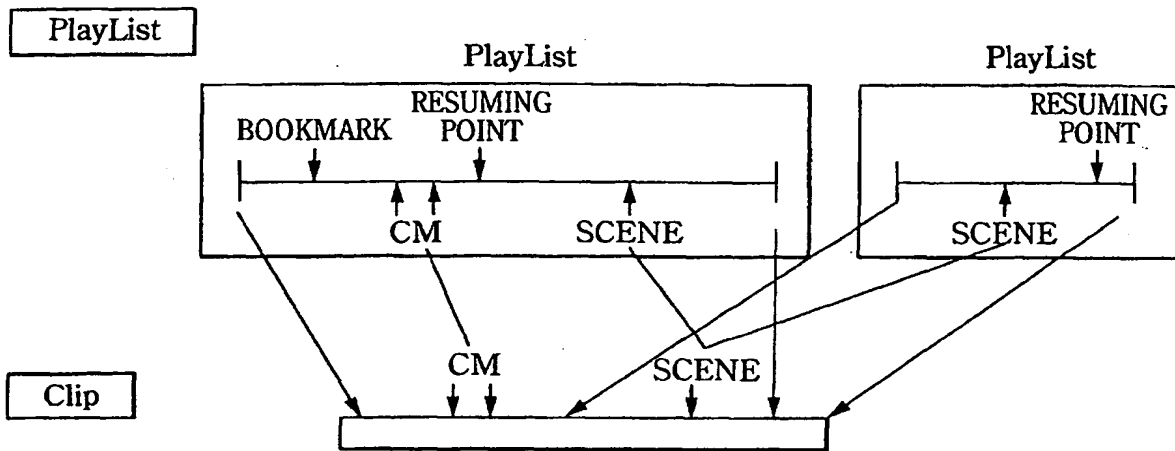 PlayList
PlayList
PlayList
BOOKMARK
RESUMING
POINT
RESUMING
POINT
CM
SCENE
SCENE
CM
SCENE
Clip